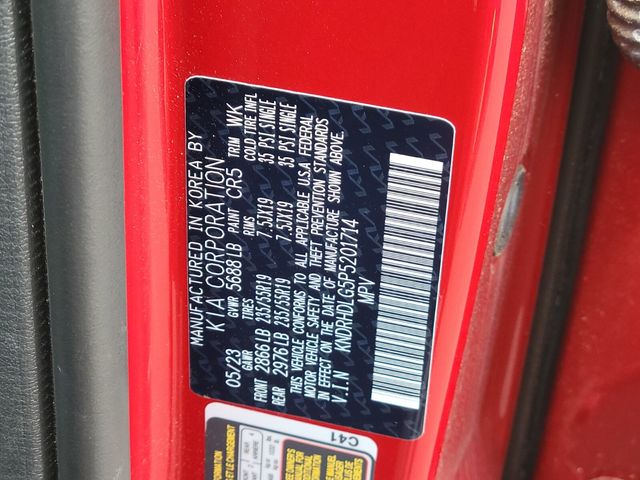 MANUFACTURED IN KOREA BY
KIA CORPORATION
05/23 GVWR 5688 LB PAINT CR5 TRIM WK
GAWR TIRES RIMS COLD TIRE INFL
FRONT 2866 LB 235/55R19 7.5JX19 35 PSI SINGLE
REAR 2976 LB 235/55R19 7.5JX19 35 PSI SINGLE
THIS VEHICLE CONFORMS TO ALL APPLICABLE U.S.A FEDERAL
MOTOR VEHICLE SAFETY AND THEFT PREVENTION STANDARDS
IN EFFECT ON THE DATE OF MANUFACTURE SHOWN ABOVE.
V.I.N KNDRHDLG5P5201714
MPV
C41